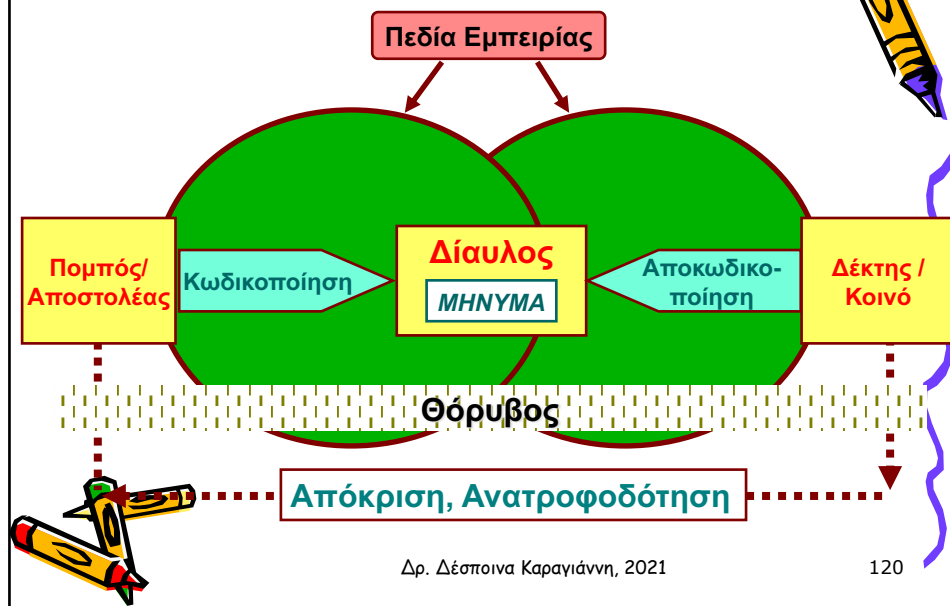 Πεδία Εμπειρίας
Πομπός/
Αποστολέας
Κωδικοποίηση
Δίαυλος
ΜΗΝΥΜΑ
Αποκωδικο-
ποίηση
Δέκτης /
Κοινό
Θόρυβος
Απόκριση, Ανατροφοδότηση
Δρ. Δέσποινα Καραγιάννη, 2021
120